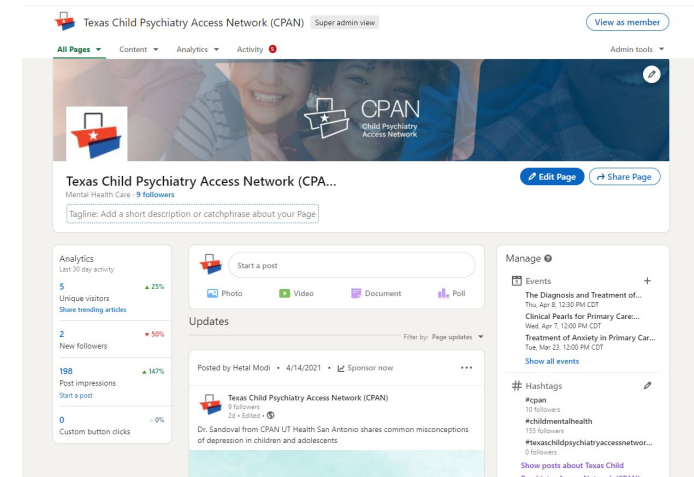 Texas Child Psychiatry Access Network (CPAN) Super admin view
View as member
All Pages Content Analytics Activity 5
Admin tools
CPAN
Child Psychiatry
Access Network
Texas Child Psychiatry Access Network (CPA...
Mental Health Care · 9 followers
Tagline: Add a short description or catchphrase about your Page
Edit Page
Share Page
Analytics
Last 30 day activity
5 ▲ 25%
Unique visitors
Share trending articles
2 ▼ 50%
New followers
198 ▲ 147%
Post impressions
Start a post
0 0%
Custom button clicks
Start a post
Photo Video Document Poll
Updates
Filter by: Page updates
Posted by Hetal Modi • 4/14/2021 • Sponsor now
Texas Child Psychiatry Access Network (CPAN)
9 followers
2d • Edited •
Dr. Sandoval from CPAN UT Health San Antonio shares common misconceptions
of depression in children and adolescents
Manage
Events +
The Diagnosis and Treatment of...
Thu, Apr 8, 12:30 PM CDT
Clinical Pearls for Primary Care:...
Wed, Apr 7, 12:00 PM CDT
Treatment of Anxiety in Primary Car...
Tue, Mar 23, 12:00 PM CDT
Show all events
# Hashtags
#cpan
10 followers
#childmentalhealth
155 followers
#texaschildpsychiatryaccessnetwor...
0 followers
Show posts about Texas Child